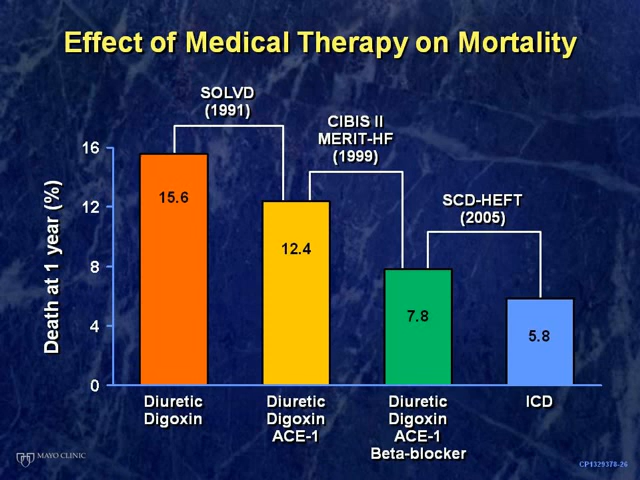 Effect of Medical Therapy on Mortality
SOLVD
(1991)
CIBIS II
MERIT-HF
(1999)
SCD-HEFT
(2005)
Death at 1 year (%)
16
12
8
4
0
15.6
12.4
7.8
5.8
Diuretic
Digoxin
Diuretic
Digoxin
ACE-1
Diuretic
Digoxin
ACE-1
Beta-blocker
ICD
MAYO CLINIC
CP1329378-26